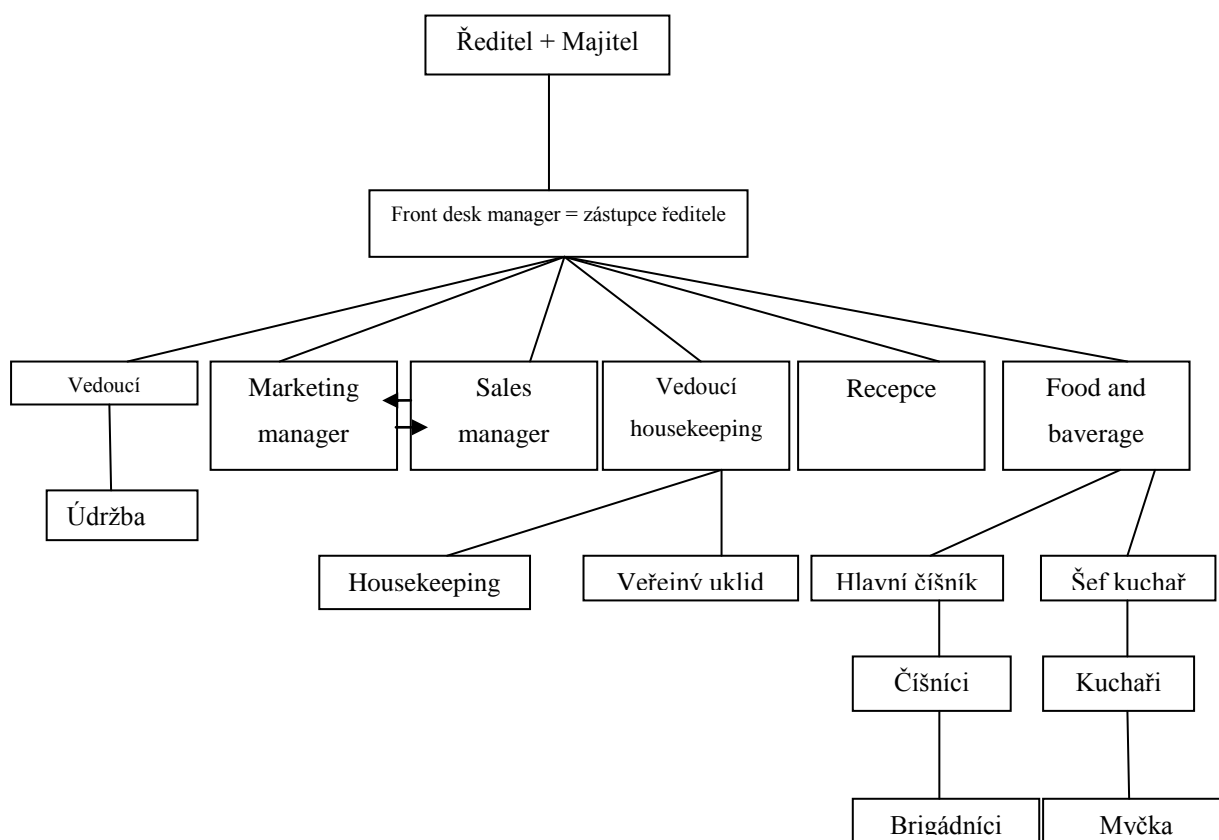 Ředitel + Majitel
Front desk manager = zástupce ředitele
Vedoucí
Marketing
manager
Sales
manager
Vedoucí
housekeeping
Recepce
Food and
baverage
Údržba
Housekeeping
Veřejný uklid
Hlavní číšník
Šef kuchař
Číšníci
Kuchaři
Brigádníci
Myčka